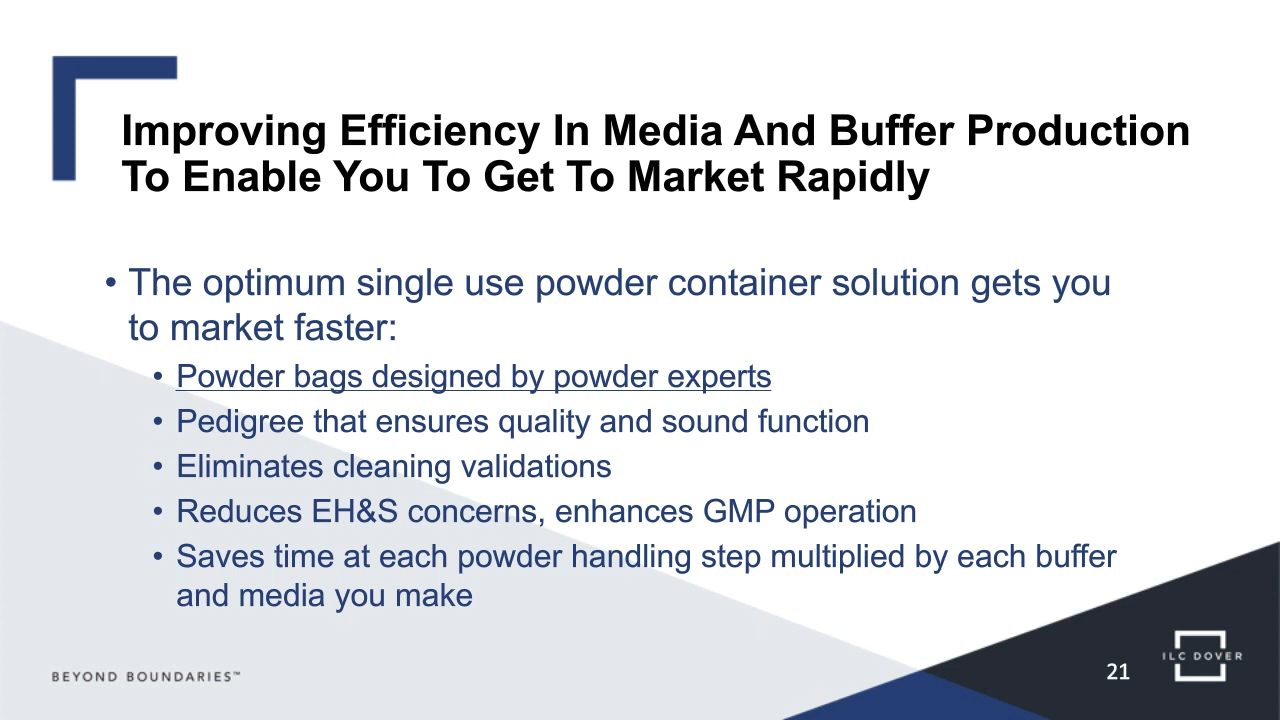 Improving Efficiency In Media And Buffer Production
To Enable You To Get To Market Rapidly
• The optimum single use powder container solution gets you
to market faster:
• Powder bags designed by powder experts
• Pedigree that ensures quality and sound function
• Eliminates cleaning validations
• Reduces EH&S concerns, enhances GMP operation
• Saves time at each powder handling step multiplied by each buffer
and media you make
BEYOND BOUNDARIES™
21
ILC DOVER